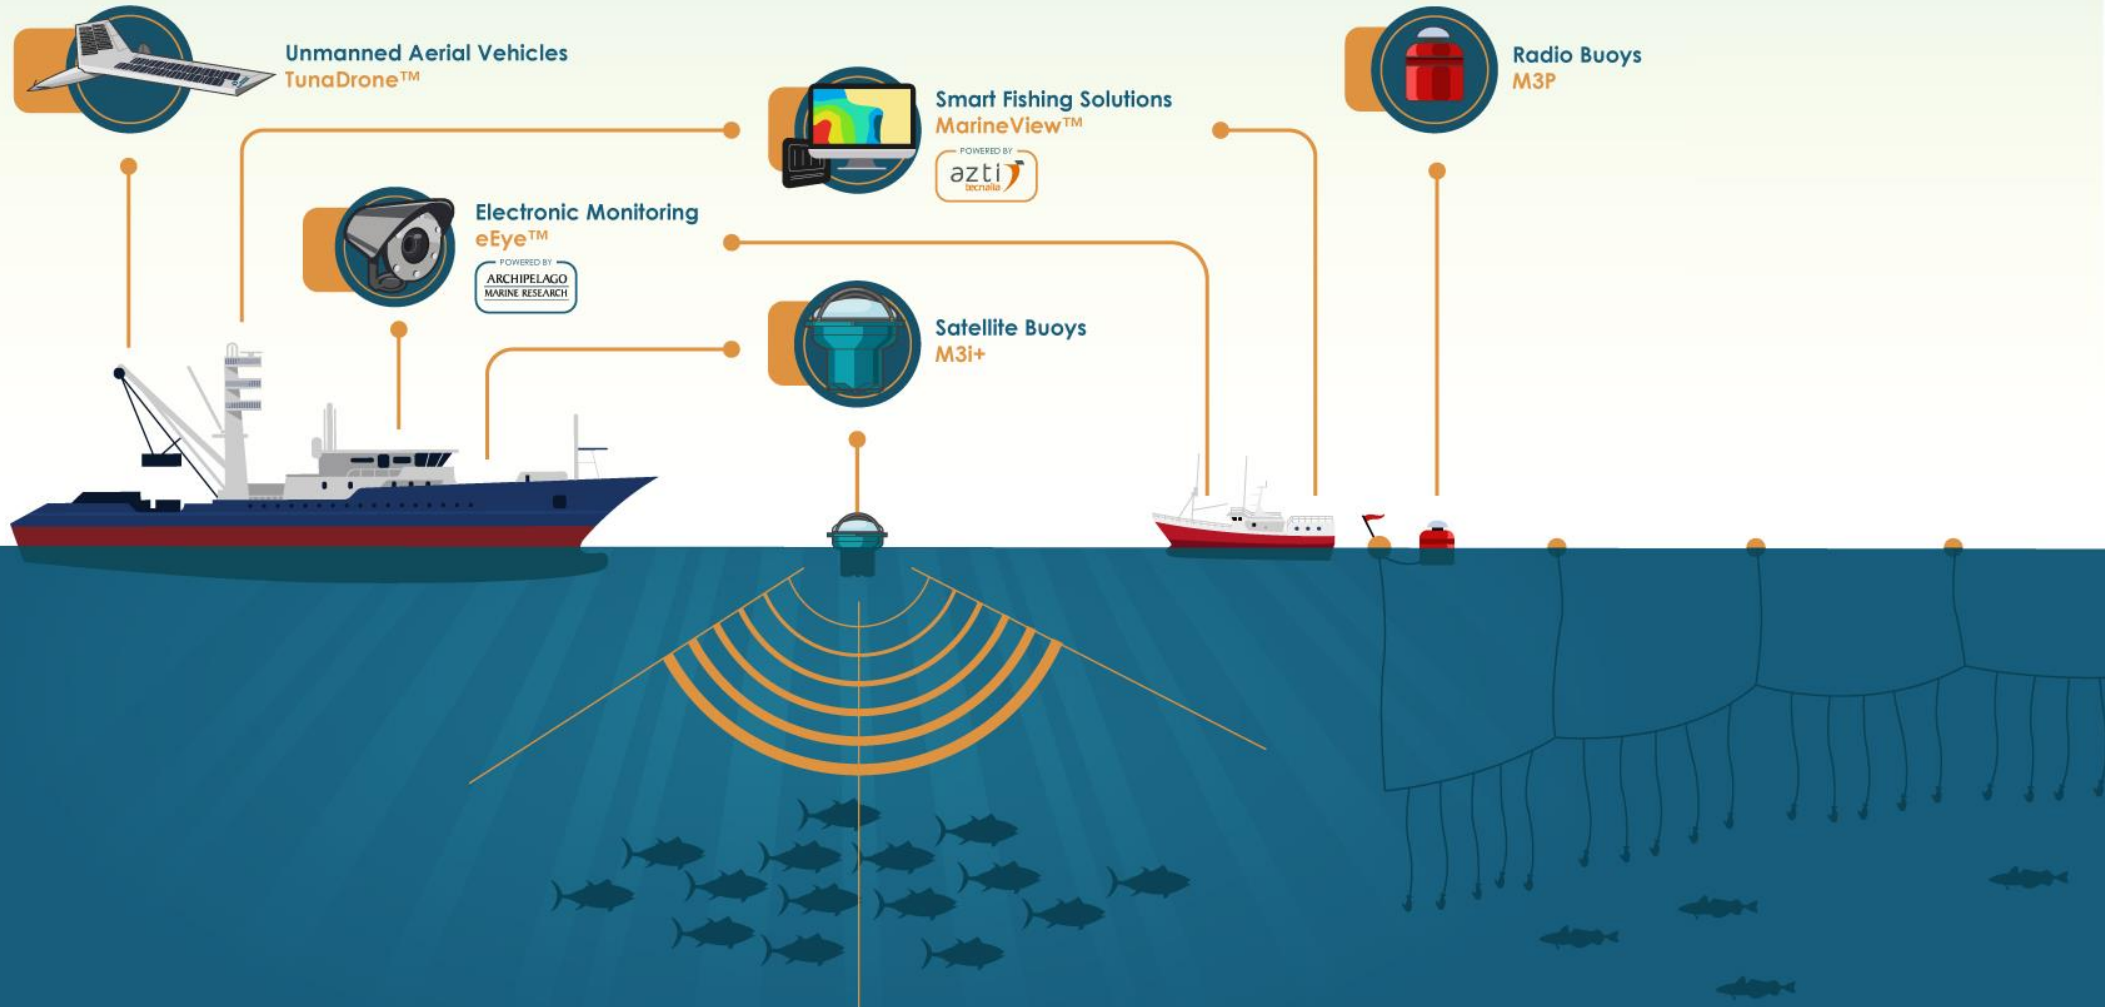 Unmanned Aerial Vehicles
TunaDrone™
Smart Fishing Solutions
MarineView™
POWERED BY
azti
tecnalia
Radio Buoys
M3P
Electronic Monitoring
eEye™
POWERED BY
ARCHIPELAGO
MARINE RESEARCH
Satellite Buoys
M3i+